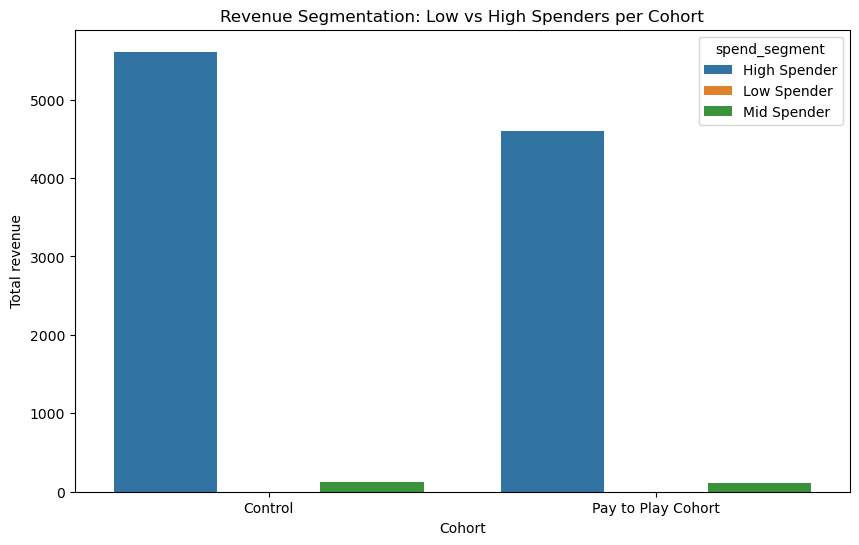 Revenue Segmentation: Low vs High Spenders per Cohort
spend_segment
High Spender
Low Spender
Mid Spender
Total revenue
5000
4000
3000
2000
1000
0
Control
Pay to Play Cohort
Cohort